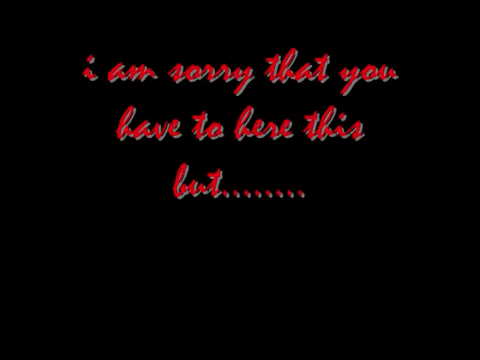 i am sorry that you
have to here this
but........